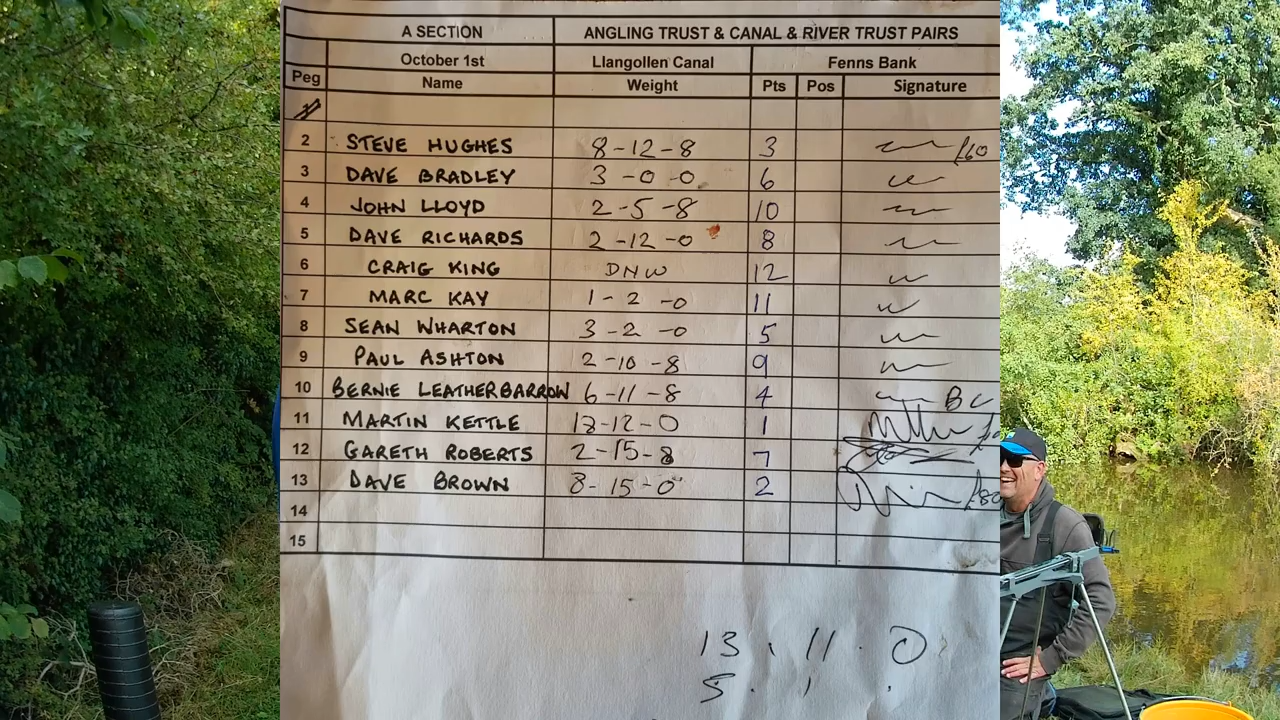 A SECTION ANGLING TRUST & CANAL & RIVER TRUST PAIRS
October 1st Llangollen Canal Fenns Bank
Peg Name Weight Pts Pos Signature
2 STEVE HUGHES 8-12-8 3 £60
3 DAVE BRADLEY 3-0-0 6
4 JOHN LLOYD 2-5-8 10
5 DAVE RICHARDS 2-12-0 8
6 CRAIG KING DNW 12
7 MARC KAY 1-2-0 11
8 SEAN WHARTON 3-2-0 5
9 PAUL ASHTON 2-10-8 9
10 BERNIE LEATHERBARROW 6-11-8 4
11 MARTIN KETTLE 1
12 GARETH ROBERTS 2-15-8 7
13 DAVE BROWN 8-15-0 2 £80
14
15
13 . 11 . 0
5 .